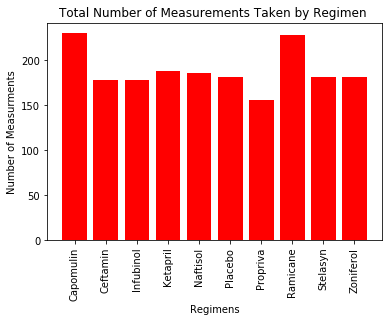 Total Number of Measurements Taken by Regimen
Number of Measurments
200
150
100
50
0
Capomulin
Ceftamin
Infubinol
Ketapril
Naftisol
Placebo
Propriva
Ramicane
Stelasyn
Zoniferol
Regimens